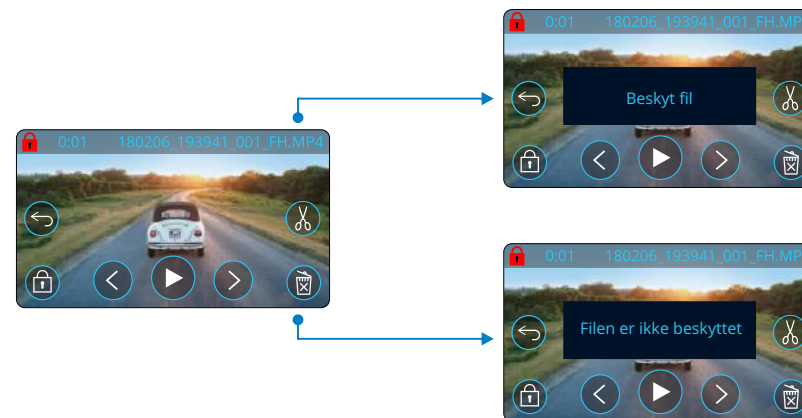 0:01 180206_193941_001_FH.MP
Beskyt fil
0:01 180206_193941_001_FH.MP4
0:01 180206_193941_001_FH.MP
Filen er ikke beskyttet